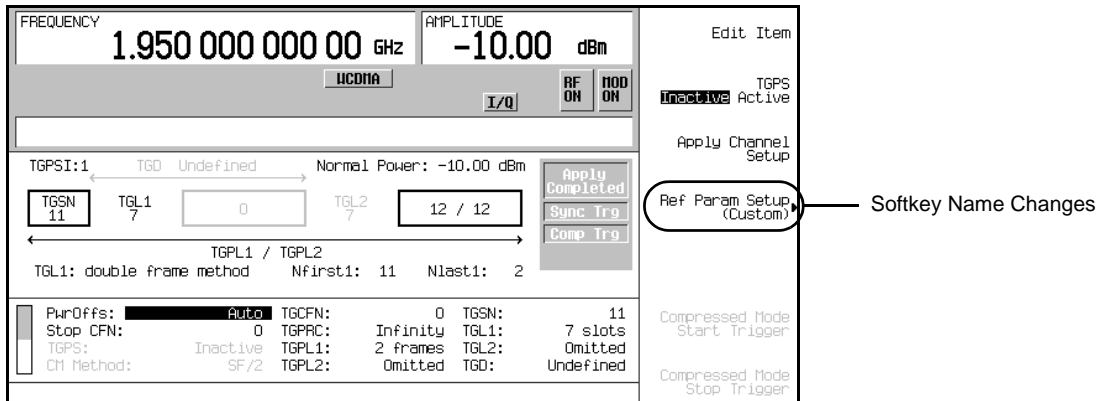 FREQUENCY
1.950 000 000 00 GHz
AMPLITUDE
-10.00 dBm
WCDMA
I/Q
RF ON
MOD ON
TGPSI:1 TGD Undefined Normal Power: -10.00 dBm
TGSN 11
TGL1 7
0
TGL2 7
12 / 12
Apply Completed
Sync Trg
Comp Trg
TGPL1 / TGPL2
TGL1: double frame method Nfirst1: 11 Nlast1: 2
PwrOffs: Auto TGCFN: 0 TGSN: 11
Stop CFN: 0 TGPRC: Infinity TGL1: 7 slots
TGPS: Inactive TGPL1: 2 frames TGL2: Omitted
CM Method: SF/2 TGPL2: Omitted TGD: Undefined
Edit Item
TGPS
Inactive Active
Apply Channel
Setup
Ref Param Setup
(Custom)
Softkey Name Changes
Compressed Mode
Start Trigger
Compressed Mode
Stop Trigger